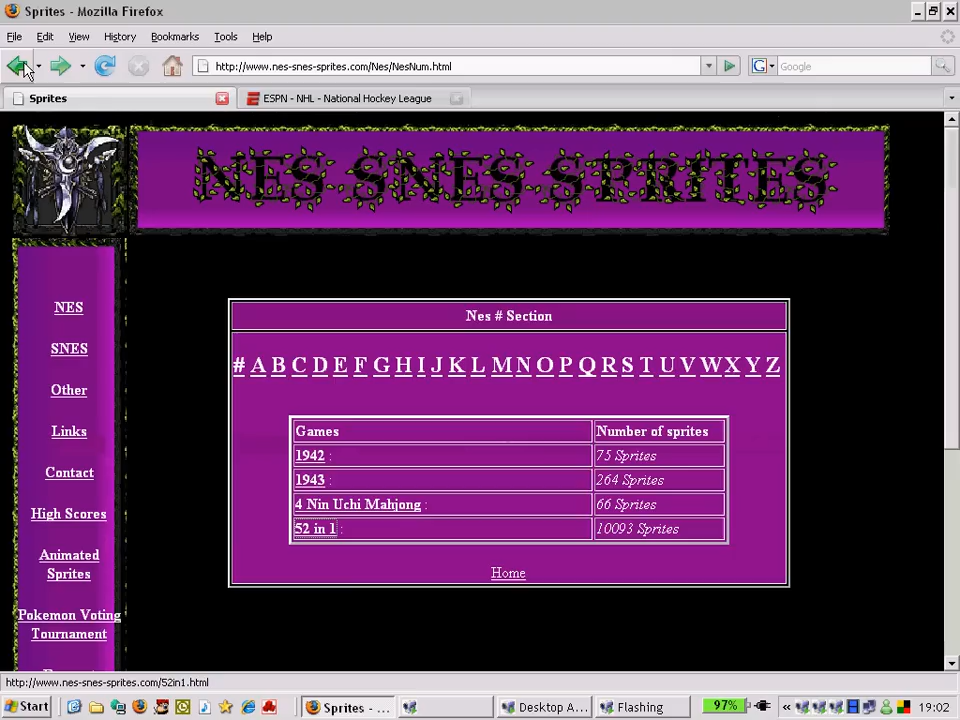 Sprites - Mozilla Firefox
File Edit View History Bookmarks Tools Help
http://www.nes-snes-sprites.com/Nes/NesNum.html
G Google
Sprites
ESPN - NHL - National Hockey League
NES SNES SPRITES
NES
SNES
Other
Links
Contact
High Scores
Animated
Sprites
Pokemon Voting
Tournament
Nes # Section
# A B C D E F G H I J K L M N O P Q R S T U V W X Y Z
Games Number of sprites
1942 : 75 Sprites
1943 : 264 Sprites
4 Nin Uchi Mahjong : 66 Sprites
52 in 1 : 10093 Sprites
Home
http://www.nes-snes-sprites.com/52in1.html
Start
Sprites - ...
Desktop A...
Flashing
97%
19:02